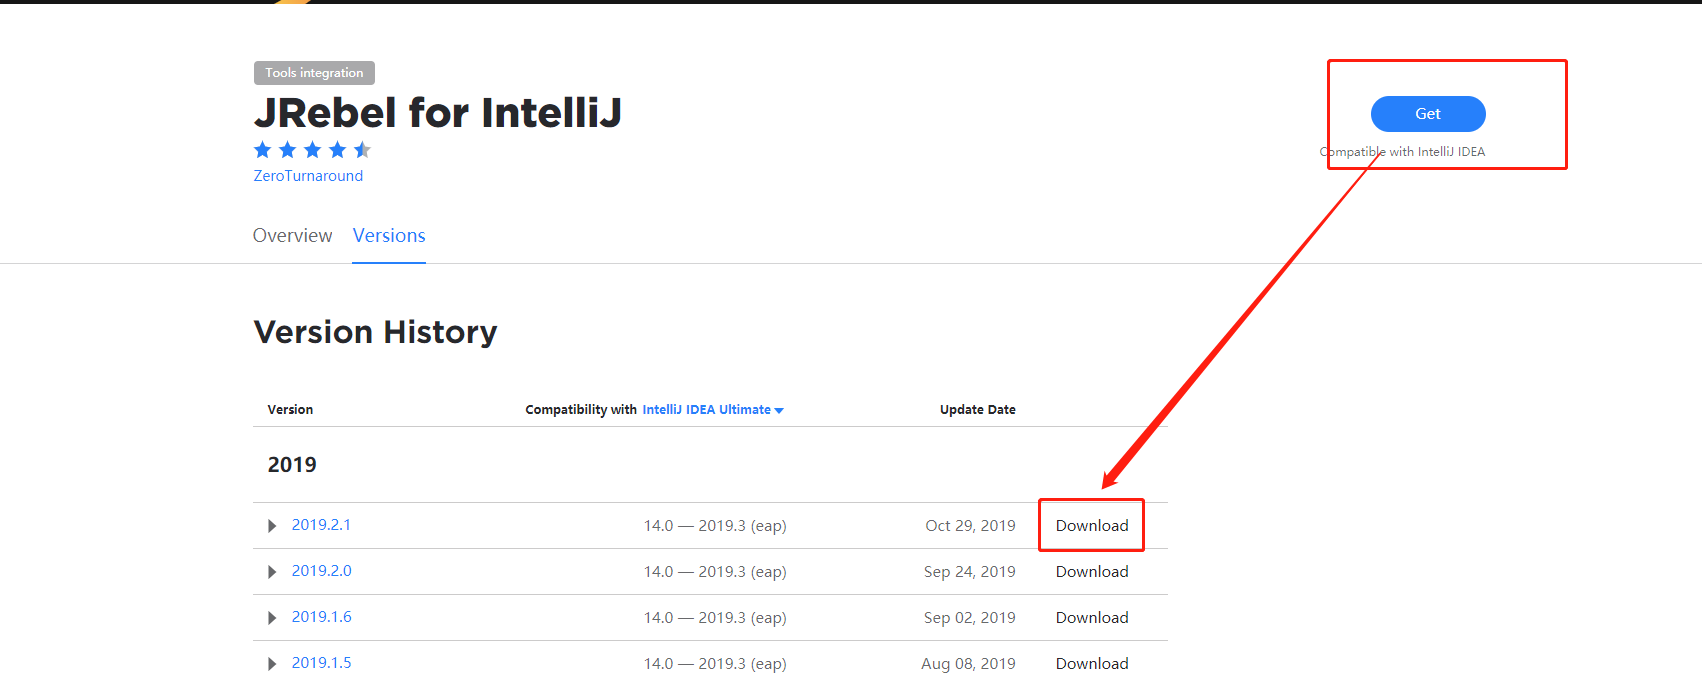 Tools integration
JRebel for IntelliJ
ZeroTurnaround
Get
Compatible with IntelliJ IDEA
Overview Versions
Version History
Version Compatibility with IntelliJ IDEA Ultimate Update Date
2019
2019.2.1 14.0 — 2019.3 (eap) Oct 29, 2019 Download
2019.2.0 14.0 — 2019.3 (eap) Sep 24, 2019 Download
2019.1.6 14.0 — 2019.3 (eap) Sep 02, 2019 Download
2019.1.5 14.0 — 2019.3 (eap) Aug 08, 2019 Download